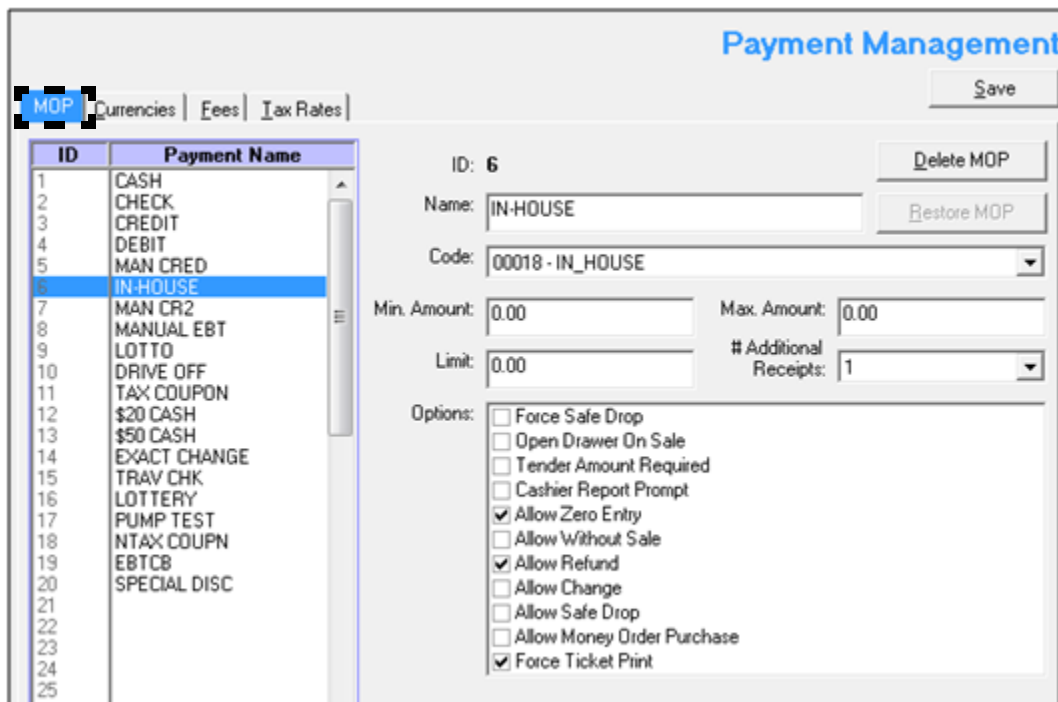 Payment Management
Save
MOP Currencies Fees Tax Rates
ID Payment Name
1 CASH
2 CHECK
3 CREDIT
4 DEBIT
5 MAN CRED
6 IN-HOUSE
7 MAN CR2
8 MANUAL EBT
9 LOTTO
10 DRIVE OFF
11 TAX COUPON
12 $20 CASH
13 $50 CASH
14 EXACT CHANGE
15 TRAV CHK
16 LOTTERY
17 PUMP TEST
18 NTAX COUPN
19 EBTCB
20 SPECIAL DISC
21
22
23
24
25
ID: 6
Delete MOP
Name: IN-HOUSE
Restore MOP
Code: 00018 - IN_HOUSE
Min. Amount: 0.00 Max. Amount: 0.00
Limit: 0.00 # Additional
Receipts: 1
Options: Force Safe Drop
Open Drawer On Sale
Tender Amount Required
Cashier Report Prompt
Allow Zero Entry
Allow Without Sale
Allow Refund
Allow Change
Allow Safe Drop
Allow Money Order Purchase
Force Ticket Print